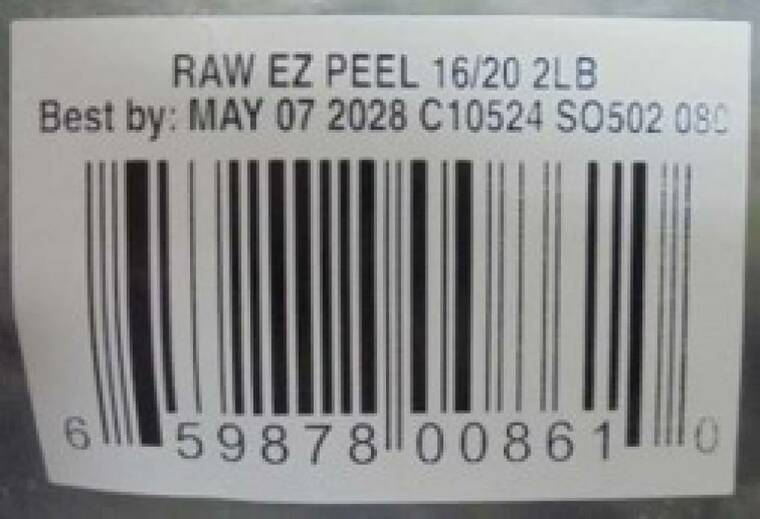 RAW EZ PEEL 16/20 2LB
Best by: MAY 07 2028 C10524 SO502
6 59878 00861 0